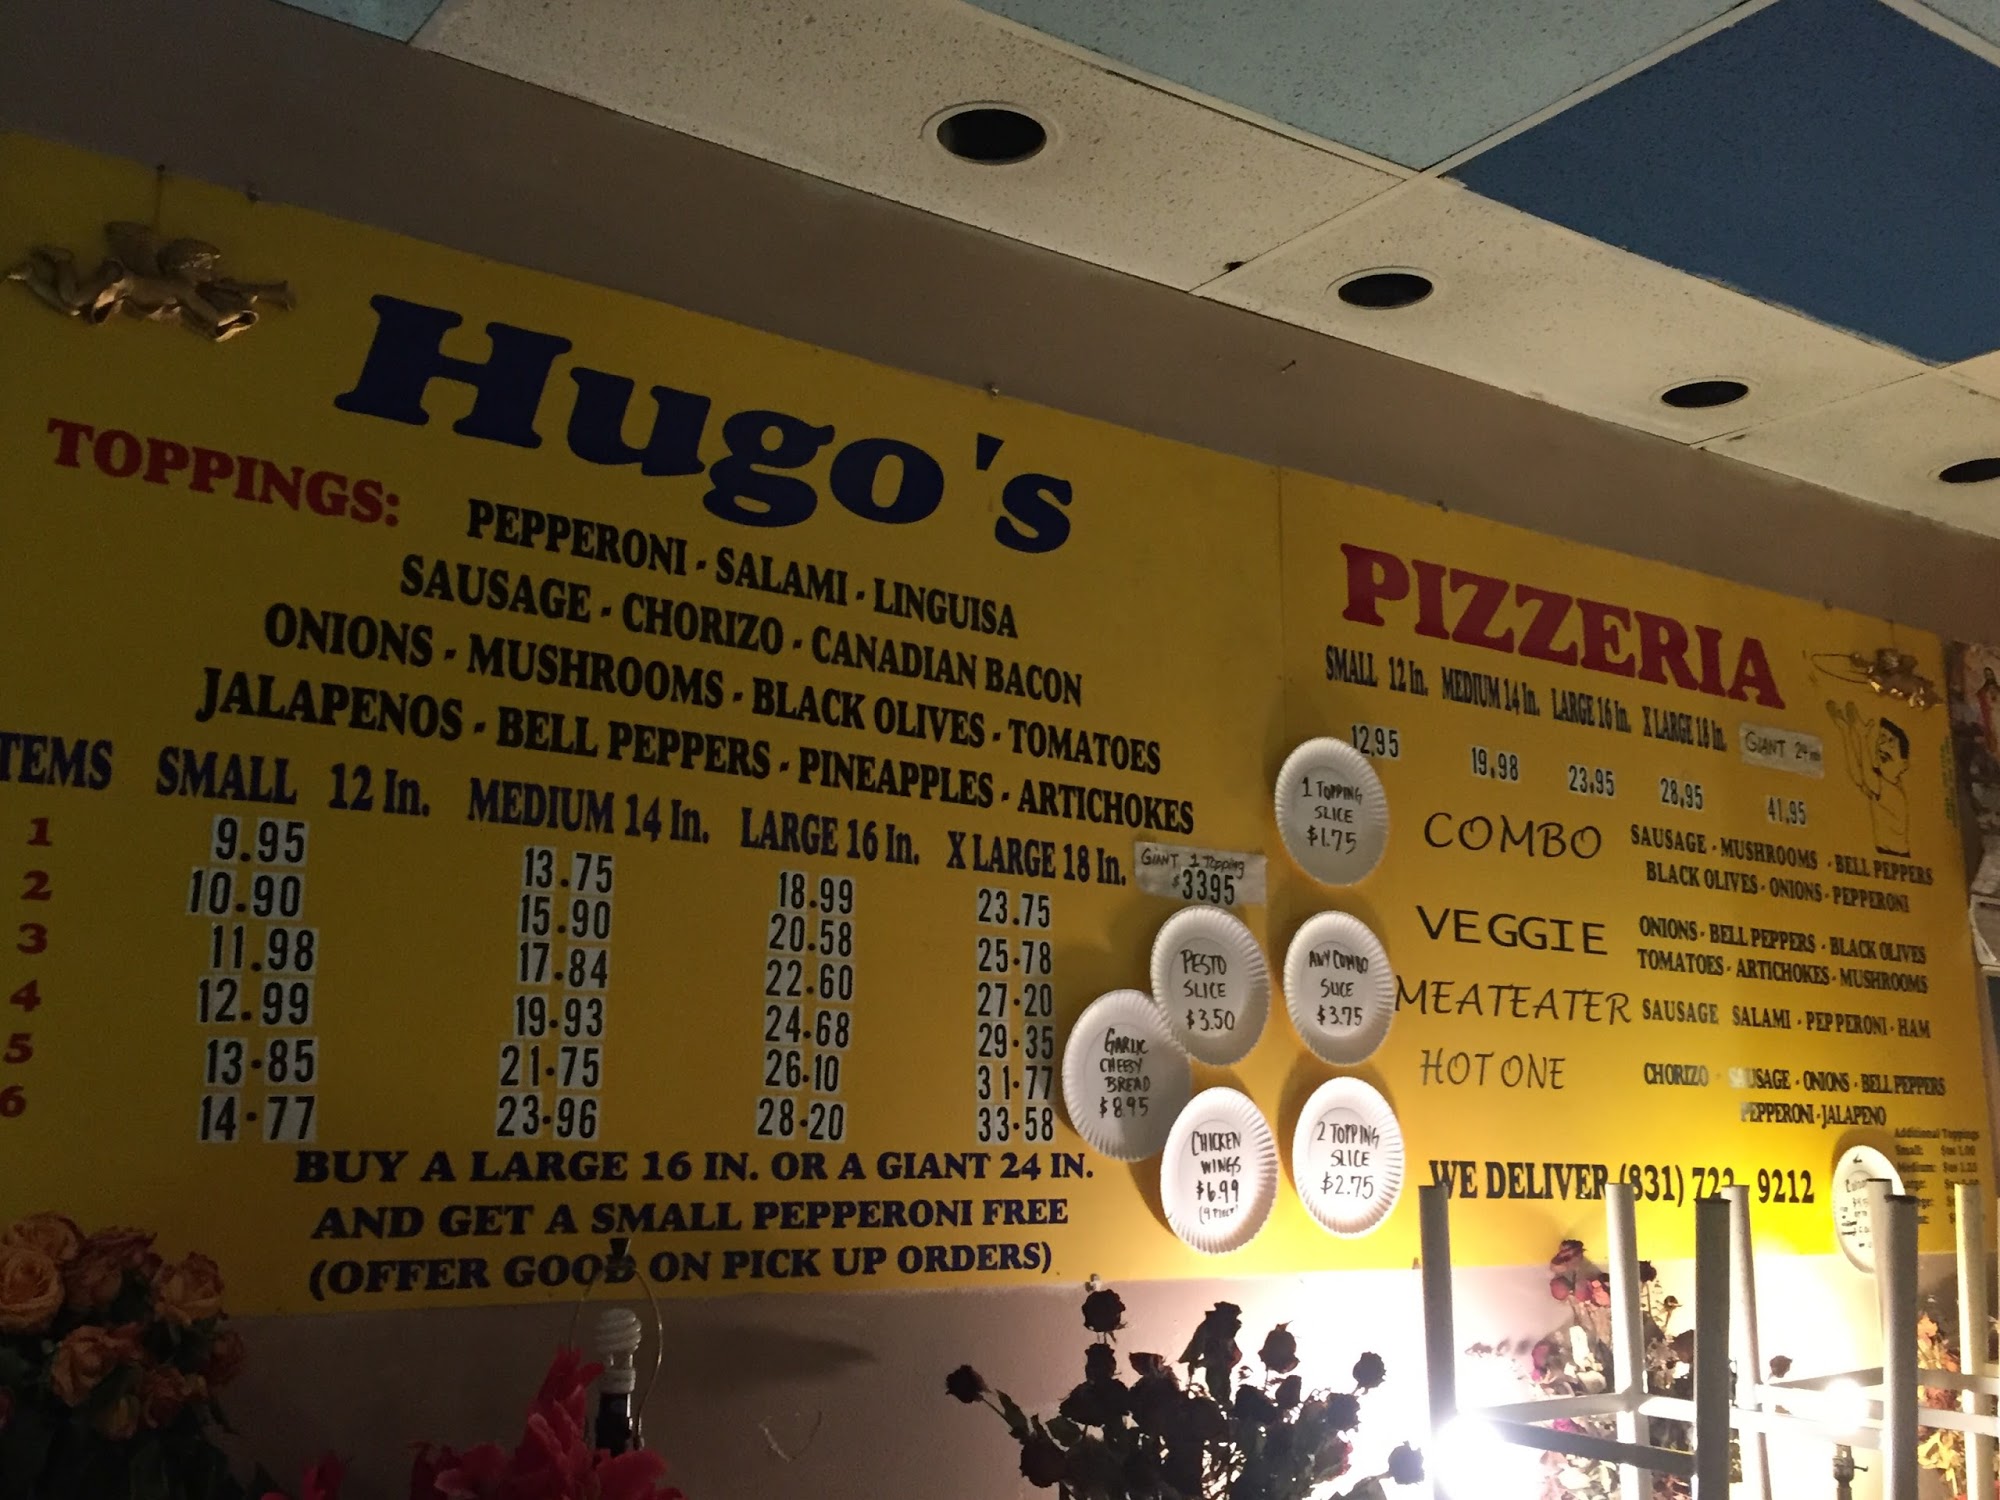 Hugo's
TOPPINGS:
PEPPERONI - SALAMI - LINGUISA
SAUSAGE - CHORIZO - CANADIAN BACON
ONIONS - MUSHROOMS - BLACK OLIVES - TOMATOES
JALAPENOS - BELL PEPPERS - PINEAPPLES - ARTICHOKES
TEMS SMALL 12 In. MEDIUM 14 In. LARGE 16 In. X LARGE 18 In. GIANT 1 TOPPING
$3395
1 9.95 13.75 18.99 23.75
2 10.90 15.90 20.58 25-78
3 11.98 17.84 22.60 27-20
4 12.99 19-93 24-68 29-35
5 13-85 21-75 26-10 31-77
6 14-77 23-96 28-20 33-58
BUY A LARGE 16 IN. OR A GIANT 24 IN.
AND GET A SMALL PEPPERONI FREE
(OFFER GOOD ON PICK UP ORDERS)
1 TOPPING
SLICE
$1.75
PESTO
SLICE
$3.50
ANY COMBO
SLICE
$3.75
GARLIC
CHEESY
BREAD
$8.95
CHICKEN
WINGS
$6.99
2 TOPPING
SLICE
$2.75
PIZZERIA
SMALL 12 In. MEDIUM 14 In. LARGE 16 In. X LARGE 18 In. GIANT 24 IN
12.95 19.98 23.95 28.95 41.95
COMBO SAUSAGE - MUSHROOMS - BELL PEPPERS
BLACK OLIVES - ONIONS - PEPPERONI
VEGGIE ONIONS - BELL PEPPERS - BLACK OLIVES
TOMATOES - ARTICHOKES - MUSHROOMS
MEATEATER SAUSAGE SALAMI - PEPPERONI - HAM
HOT ONE CHORIZO - SAUSAGE - ONIONS - BELL PEPPERS
PEPPERONI - JALAPENO
WE DELIVER (831) 722 - 9212
Additional Toppings
Small:
Medium: